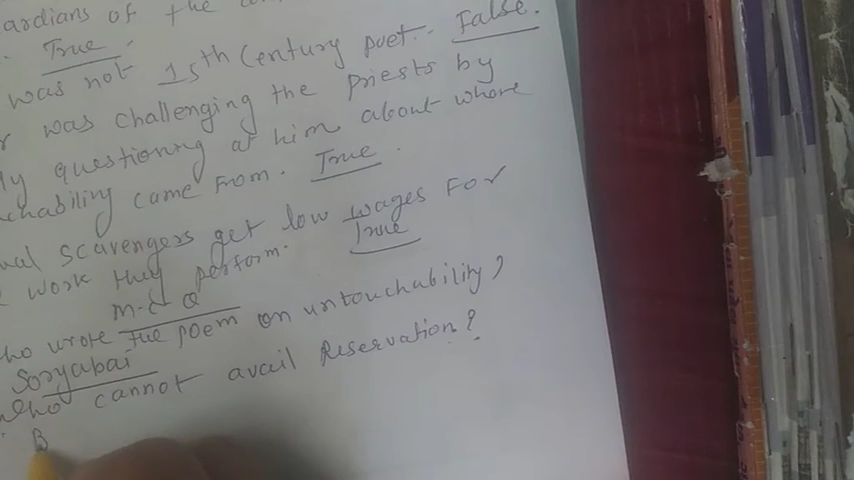 ardians of the
True
was not 15th Century poet. False.
r was challenging the priests by
ly questionng at him about where
chability came from. True.
ual scavengers get low wages For
work they perform. True
M.C Q
ho wrote the poem on untouchability,
Soryabai
Who cannot avail Reservation?
B